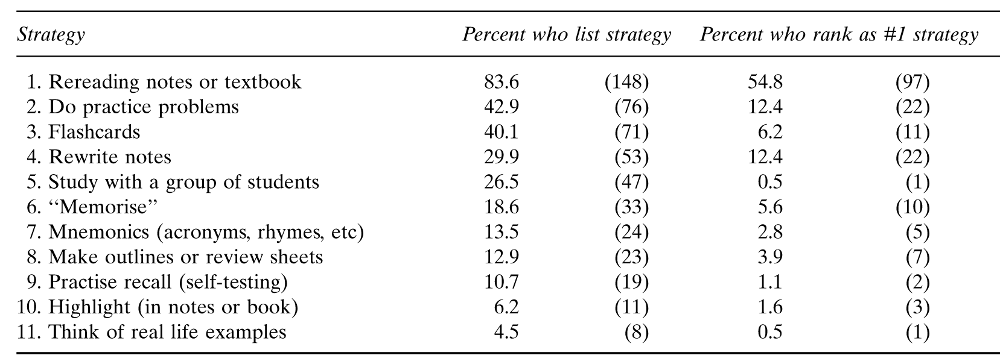 Strategy Percent who list strategy Percent who rank as #1 strategy
1. Rereading notes or textbook 83.6 (148) 54.8 (97)
2. Do practice problems 42.9 (76) 12.4 (22)
3. Flashcards 40.1 (71) 6.2 (11)
4. Rewrite notes 29.9 (53) 12.4 (22)
5. Study with a group of students 26.5 (47) 0.5 (1)
6. “Memorise” 18.6 (33) 5.6 (10)
7. Mnemonics (acronyms, rhymes, etc) 13.5 (24) 2.8 (5)
8. Make outlines or review sheets 12.9 (23) 3.9 (7)
9. Practise recall (self-testing) 10.7 (19) 1.1 (2)
10. Highlight (in notes or book) 6.2 (11) 1.6 (3)
11. Think of real life examples 4.5 (8) 0.5 (1)